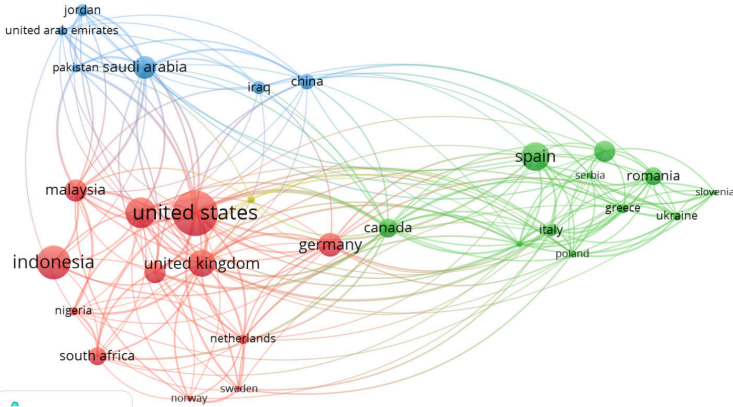 jordan
united arab emirates
pakistan
saudi arabia
iraq
china
spain
serbia
romania
slovenia
malaysia
united states
greece
ukraine
canada
italy
germany
poland
indonesia
united kingdom
nigeria
netherlands
south africa
sweden
norway